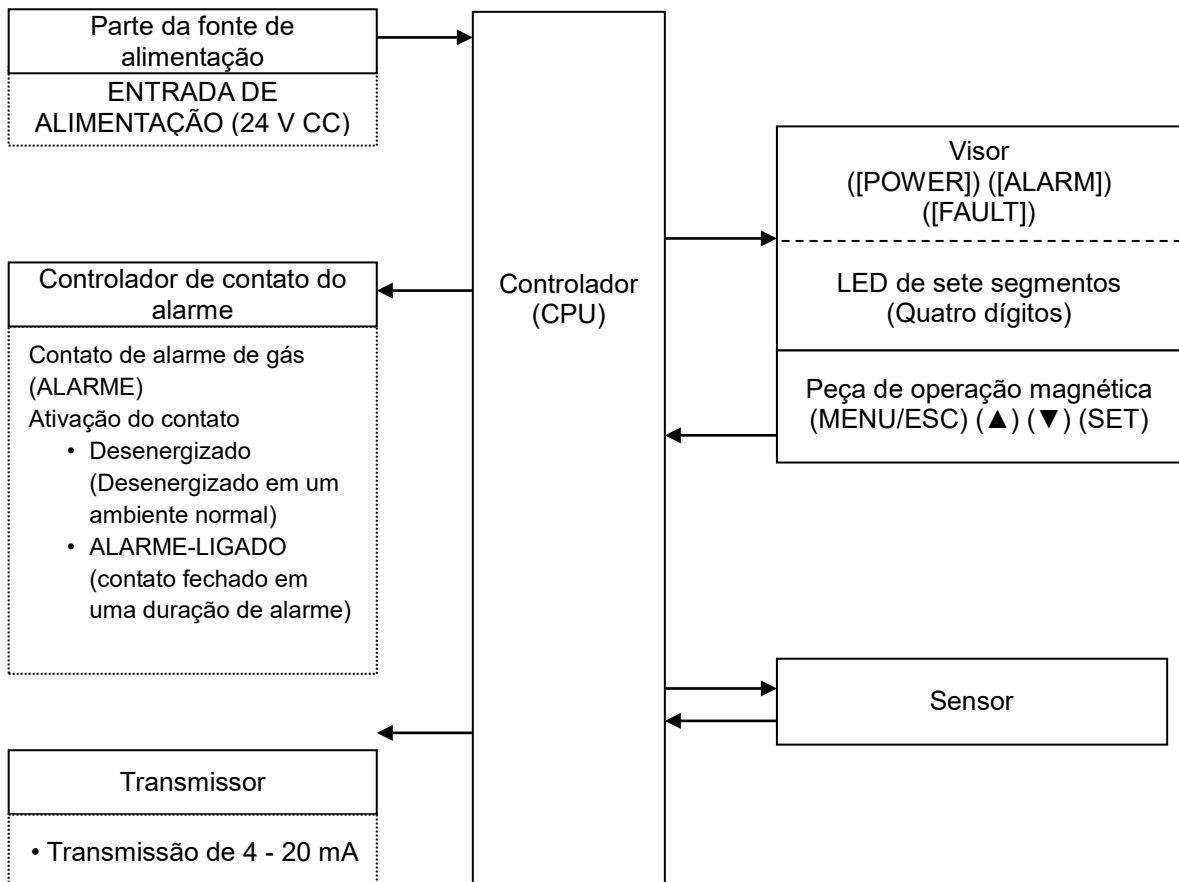 Parte da fonte de
alimentação
ENTRADA DE
ALIMENTAÇÃO (24 V CC)
Controlador de contato do
alarme
Contato de alarme de gás
(ALARME)
Ativação do contato
• Desenergizado
(Desenergizado em um
ambiente normal)
• ALARME-LIGADO
(contato fechado em
uma duração de alarme)
Transmissor
• Transmissão de 4 - 20 mA
Controlador
(CPU)
Visor
([POWER]) ([ALARM])
([FAULT])
LED de sete segmentos
(Quatro dígitos)
Peça de operação magnética
(MENU/ESC) (▲) (▼) (SET)
Sensor